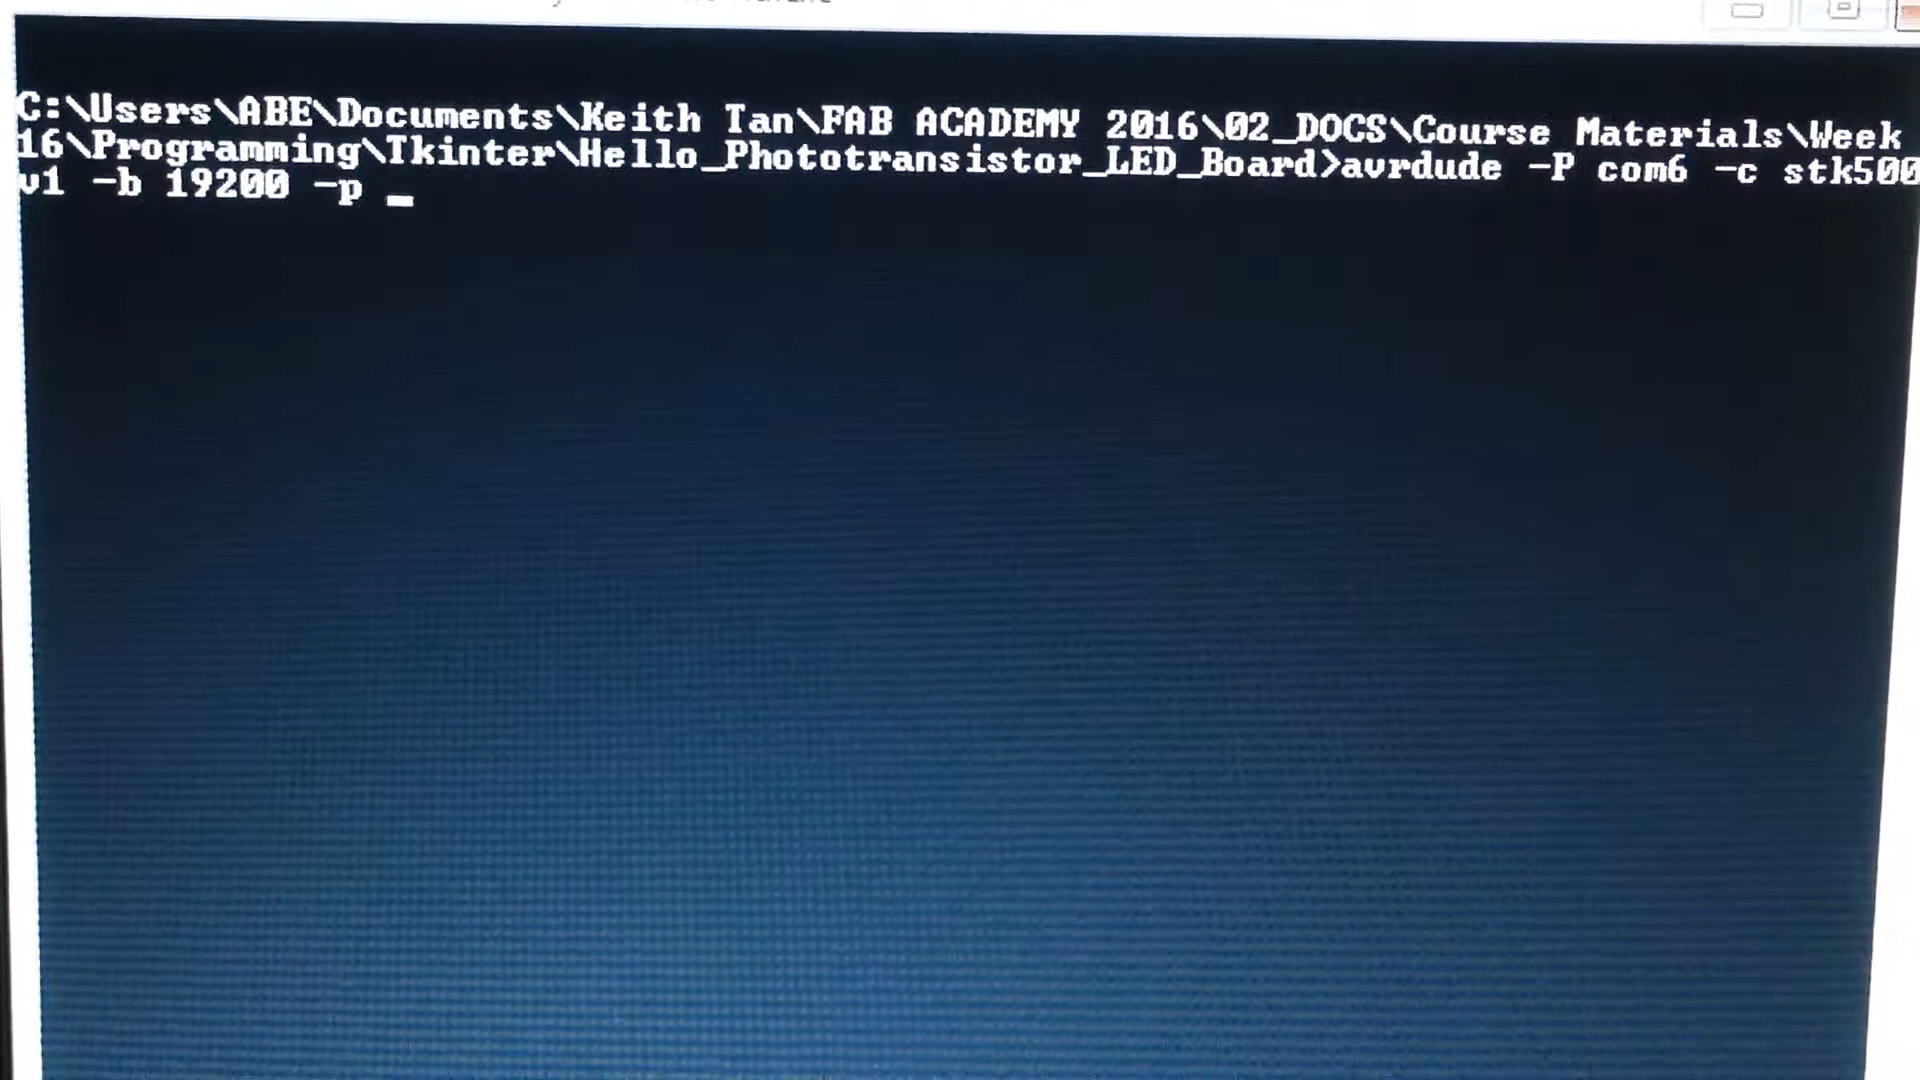 C:\Users\ABE\Documents\Keith Tan\FAB ACADEMY 2016\02_DOCS\Course Materials\Week
16\Programming\Tkinter\Hello_Phototransistor_LED_Board>avrdude -P com6 -c stk500
v1 -b 19200 -p _